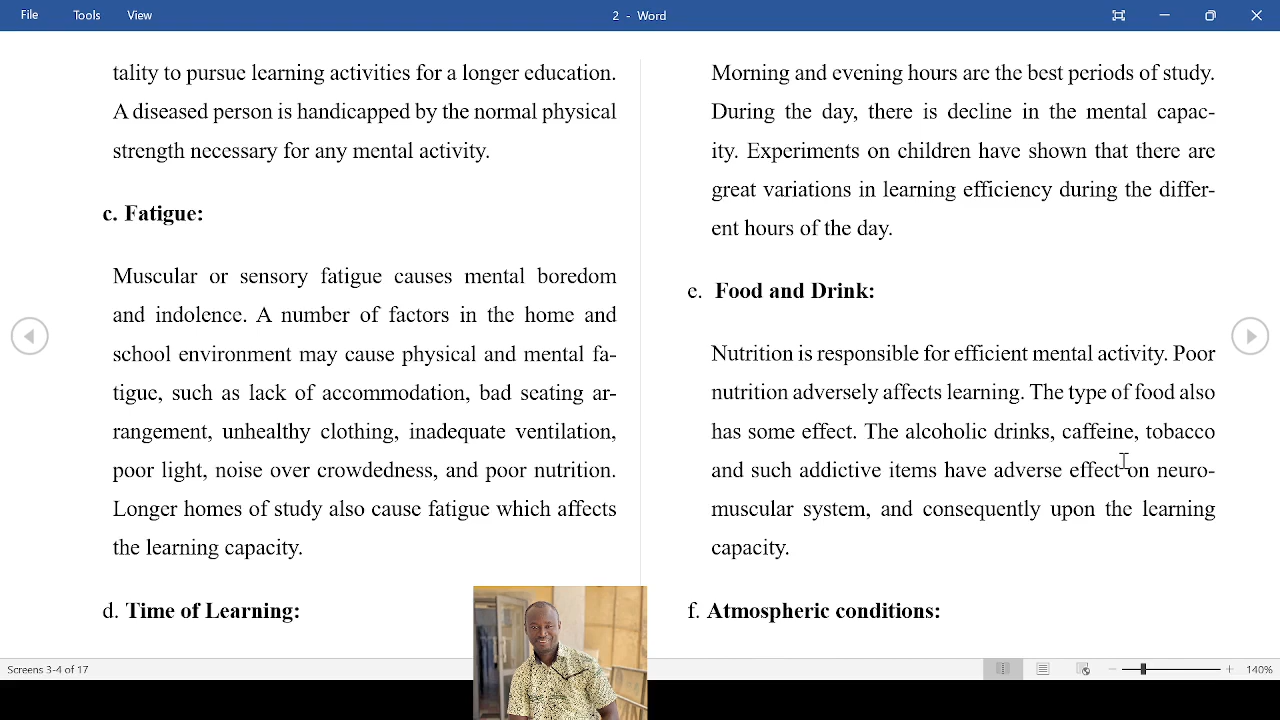 File Tools View
2 - Word
tality to pursue learning activities for a longer education.
A diseased person is handicapped by the normal physical
strength necessary for any mental activity.
c. Fatigue:
Muscular or sensory fatigue causes mental boredom
and indolence. A number of factors in the home and
school environment may cause physical and mental fa-
tigue, such as lack of accommodation, bad seating ar-
rangement, unhealthy clothing, inadequate ventilation,
poor light, noise over crowdedness, and poor nutrition.
Longer homes of study also cause fatigue which affects
the learning capacity.
d. Time of Learning:
Morning and evening hours are the best periods of study.
During the day, there is decline in the mental capac-
ity. Experiments on children have shown that there are
great variations in learning efficiency during the differ-
ent hours of the day.
e. Food and Drink:
Nutrition is responsible for efficient mental activity. Poor
nutrition adversely affects learning. The type of food also
has some effect. The alcoholic drinks, caffeine, tobacco
and such addictive items have adverse effect on neuro-
muscular system, and consequently upon the learning
capacity.
f. Atmospheric conditions:
Screens 3-4 of 17
140%